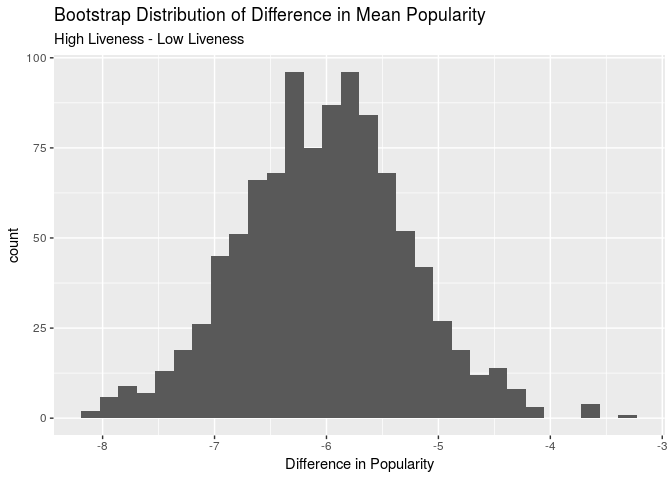 Bootstrap Distribution of Difference in Mean Popularity
High Liveness - Low Liveness
100
75
50
25
0
count
-8 -7 -6 -5 -4 -3
Difference in Popularity